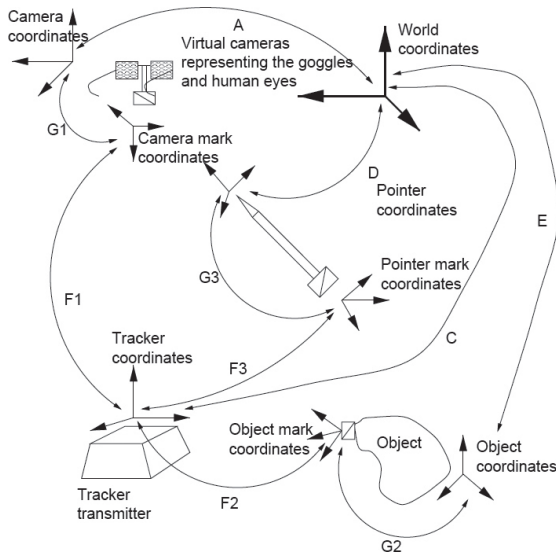 Camera
coordinates
A
Virtual cameras
representing the goggles
and human eyes
World
coordinates
G1
Camera mark
coordinates
D
Pointer
coordinates
E
G3
Pointer mark
coordinates
F1
Tracker
coordinates
F3
C
Object mark
coordinates
Object
Object
coordinates
Tracker
transmitter
F2
G2